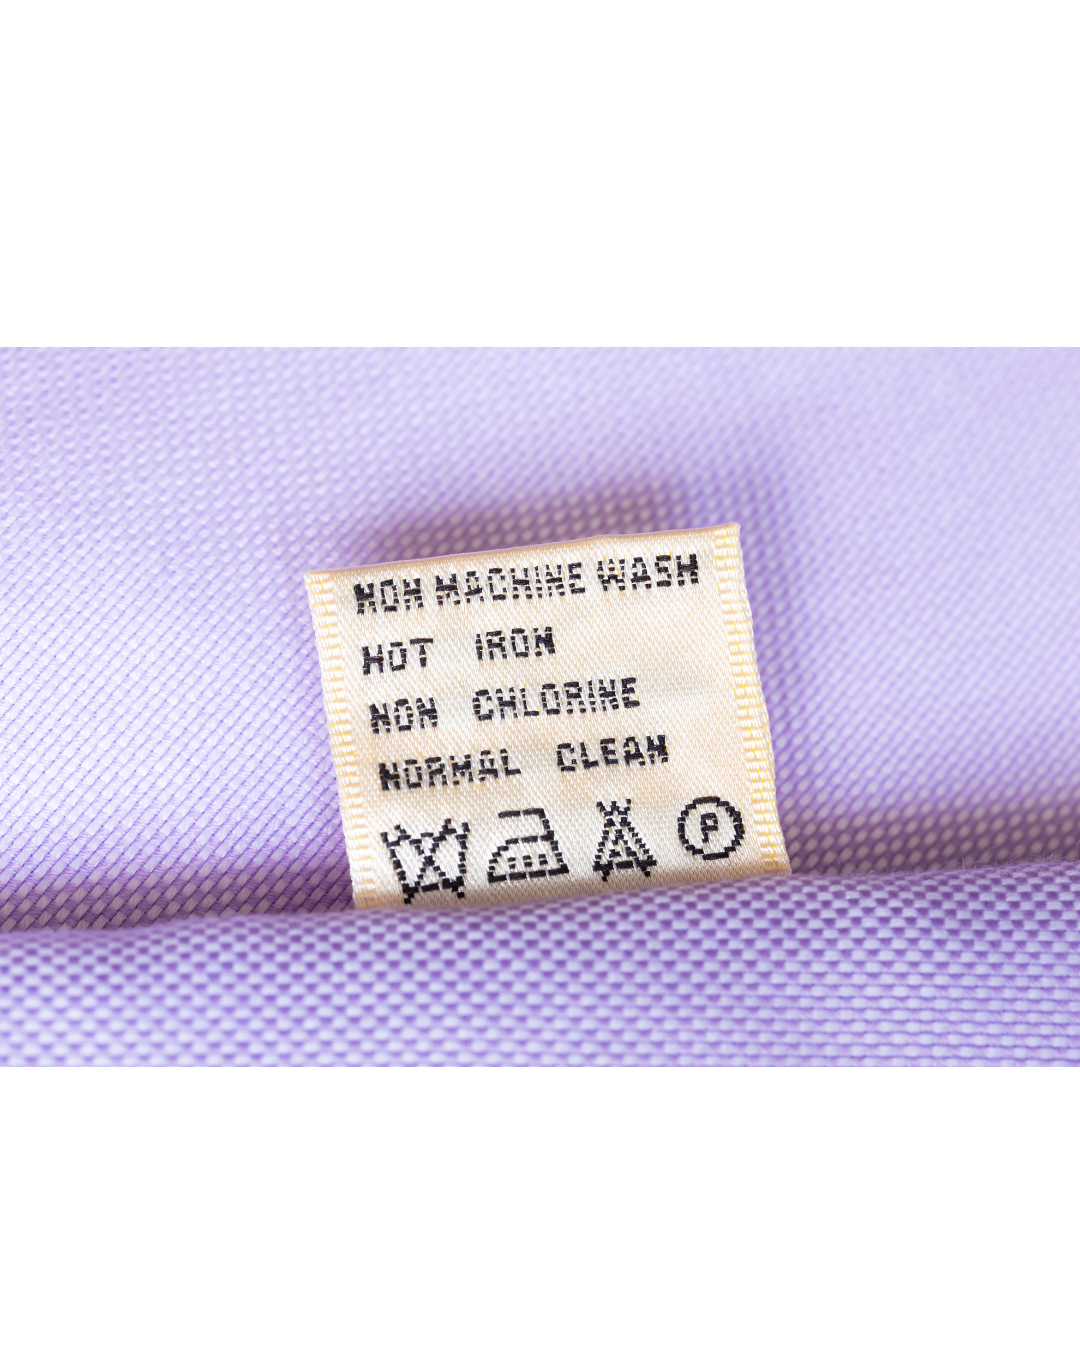 NON MACHINE WASH
HOT IRON
NON CHLORINE
NORMAL CLEAN
P